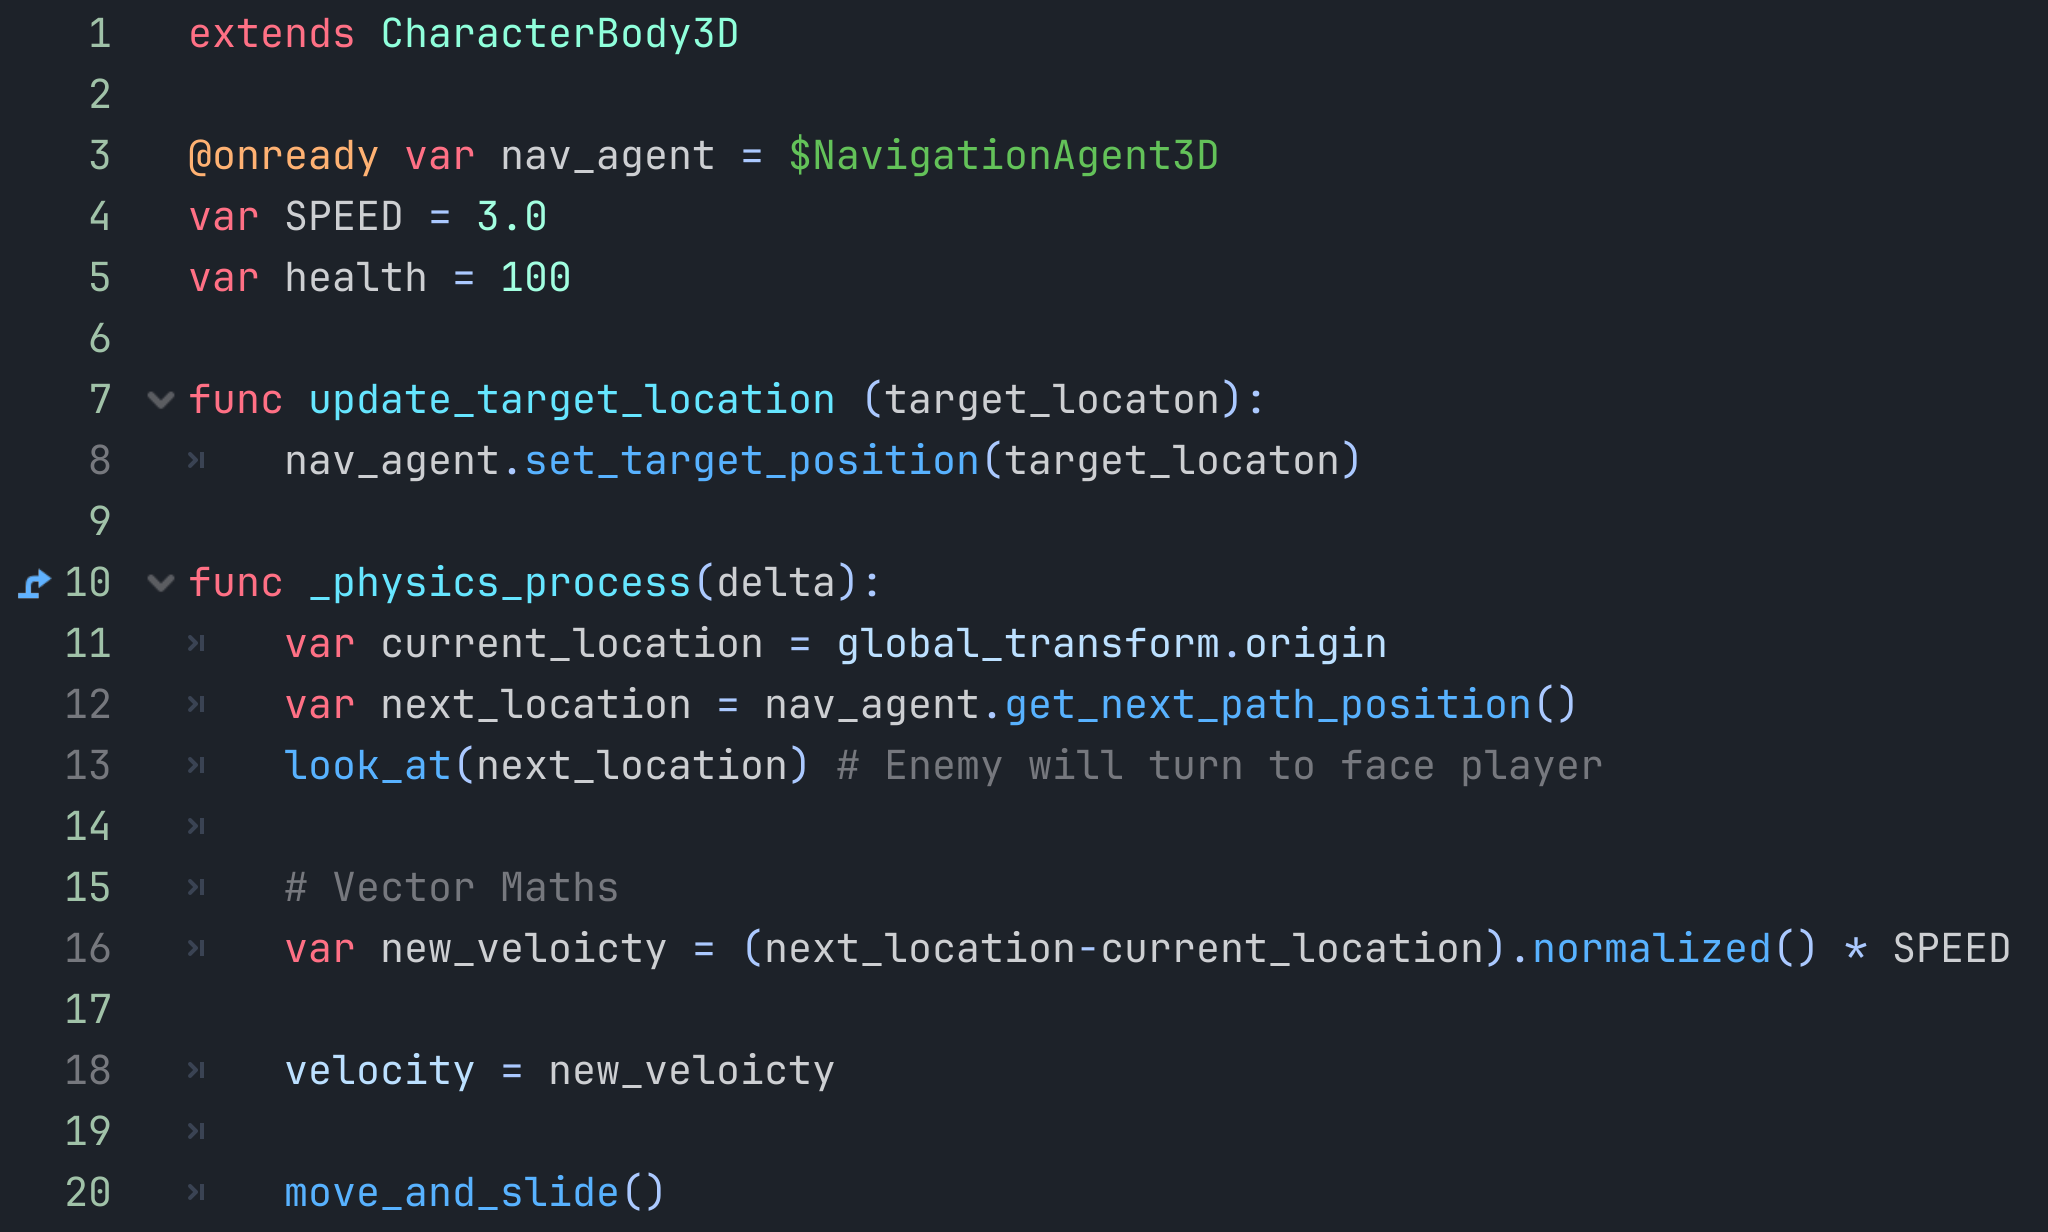 1 extends CharacterBody3D
2
3 @onready var nav_agent = $NavigationAgent3D
4 var SPEED = 3.0
5 var health = 100
6
7 func update_target_location (target_locaton):
8 nav_agent.set_target_position(target_locaton)
9
10 func _physics_process(delta):
11 var current_location = global_transform.origin
12 var next_location = nav_agent.get_next_path_position()
13 look_at(next_location) # Enemy will turn to face player
14
15 # Vector Maths
16 var new_veloicty = (next_location-current_location).normalized() * SPEED
17
18 velocity = new_veloicty
19
20 move_and_slide()